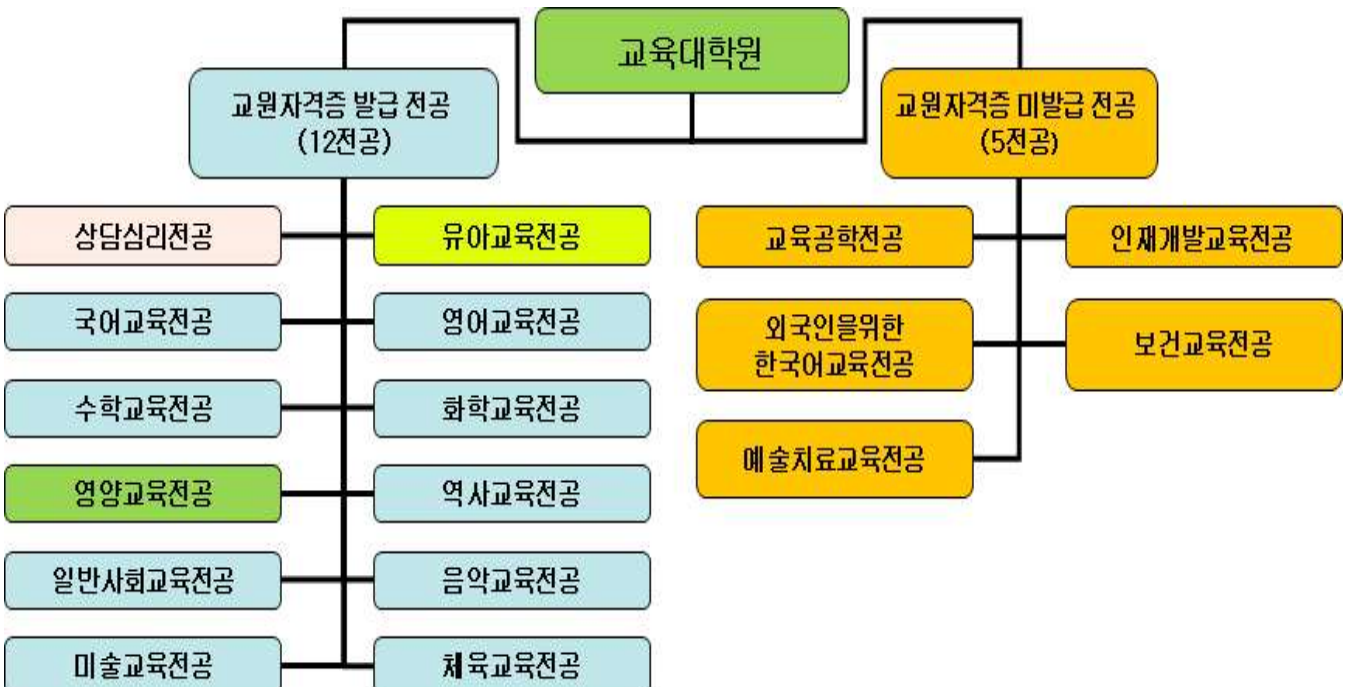 교육대학원
교원자격증 발급 전공
(12전공)
교원자격증 미발급 전공
(5전공)
상담심리전공
유아교육전공
국어교육전공
영어교육전공
수학교육전공
화학교육전공
영양교육전공
역사교육전공
일반사회교육전공
음악교육전공
미술교육전공
체육교육전공
교육공학전공
인재개발교육전공
외국인을위한
한국어교육전공
보건교육전공
예술치료교육전공